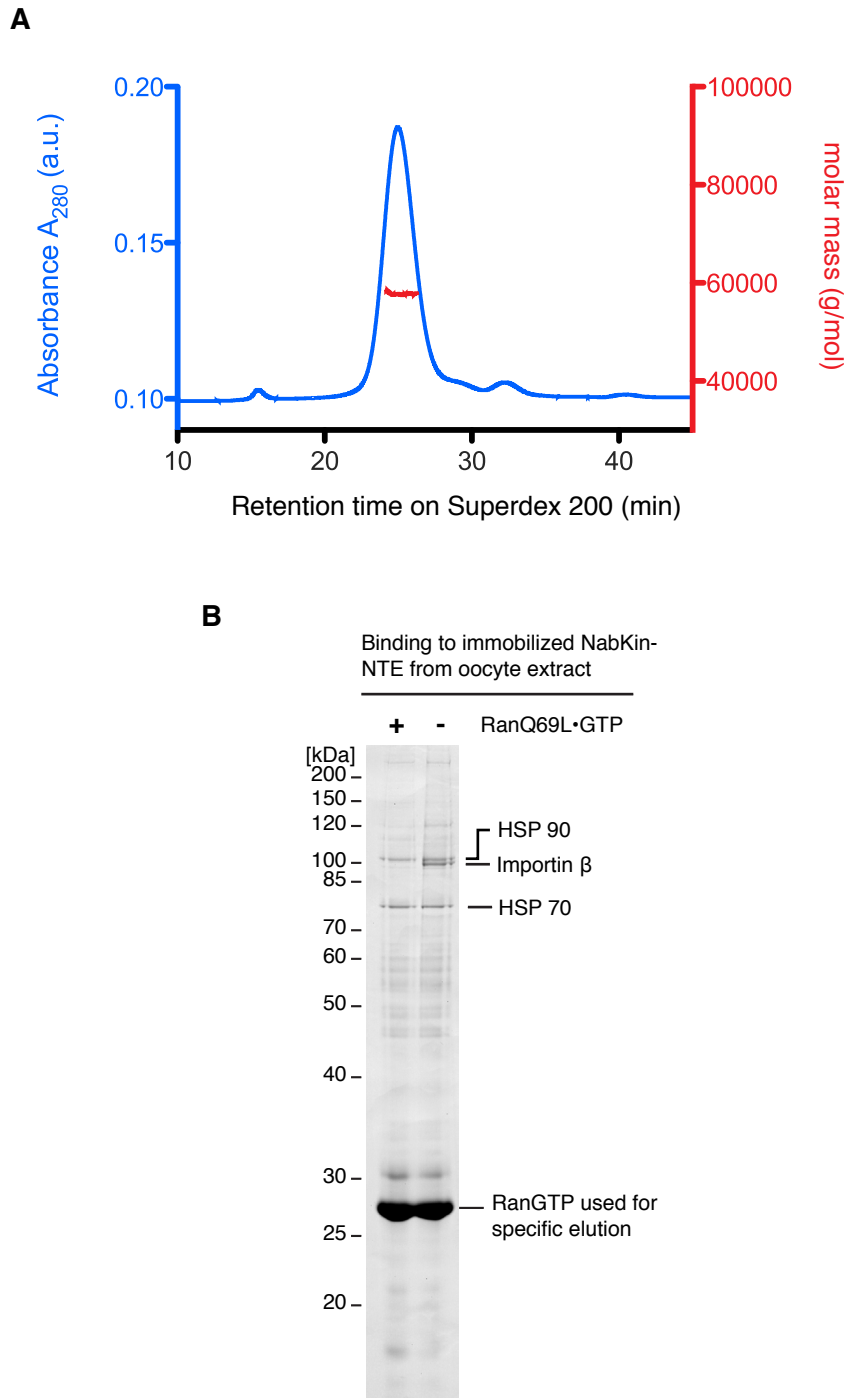 A
0.20
0.15
0.10
Absorbance A280 (a.u.)
100000
80000
60000
40000
molar mass (g/mol)
10
20
30
40
Retention time on Superdex 200 (min)
B
Binding to immobilized NabKin-
NTE from oocyte extract
+ - RanQ69L•GTP
[kDa]
200
150
120
100
85
70
60
50
40
30
25
20
HSP 90
Importin β
HSP 70
RanGTP used for
specific elution